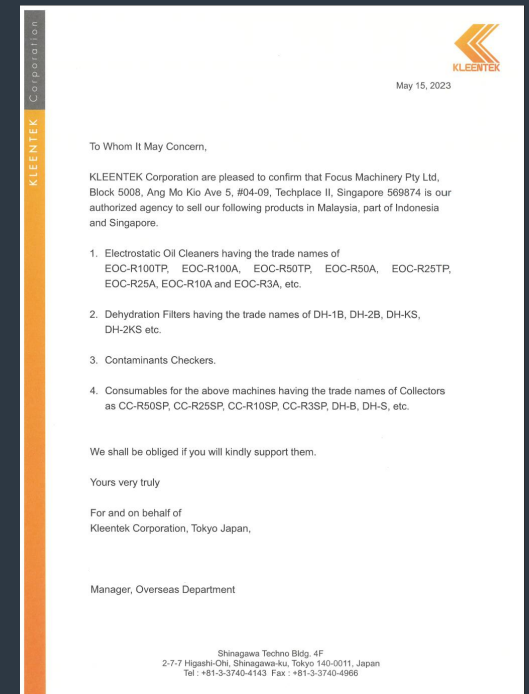 KLEENTEK Corporation
KLEENTEK
May 15, 2023
To Whom It May Concern,
KLEENTEK Corporation are pleased to confirm that Focus Machinery Pty Ltd,
Block 5008, Ang Mo Kio Ave 5, #04-09, Techplace II, Singapore 569874 is our
authorized agency to sell our following products in Malaysia, part of Indonesia
and Singapore.
1. Electrostatic Oil Cleaners having the trade names of
EOC-R100TP, EOC-R100A, EOC-R50TP, EOC-R50A, EOC-R25TP,
EOC-R25A, EOC-R10A and EOC-R3A, etc.
2. Dehydration Filters having the trade names of DH-1B, DH-2B, DH-KS,
DH-2KS etc.
3. Contaminants Checkers.
4. Consumables for the above machines having the trade names of Collectors
as CC-R50SP, CC-R25SP, CC-R10SP, CC-R3SP, DH-B, DH-S, etc.
We shall be obliged if you will kindly support them.
Yours very truly
For and on behalf of
Kleentek Corporation, Tokyo Japan,
Manager, Overseas Department
Shinagawa Techno Bldg. 4F
2-7-7 Higashi-Ohi, Shinagawa-ku, Tokyo 140-0011, Japan
Tel : +81-3-3740-4143 Fax : +81-3-3740-4966